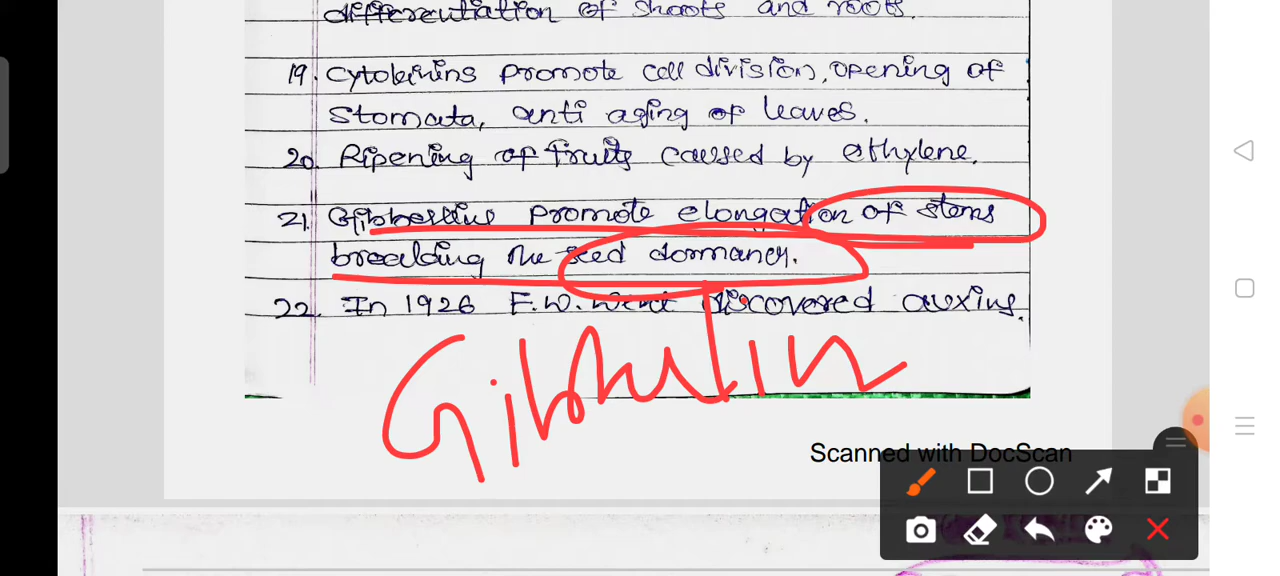 differentiation of shoots and roots.
19. Cytokinins promote cell division, opening of
stomata, anti aging of leaves.
20. Ripening of fruits caused by ethylene.
21. Gibberlins promote elongation of stems
breaking the seed dormancy.
22. In 1926 F.W. Went discovered auxins.
Scanned with DocScan